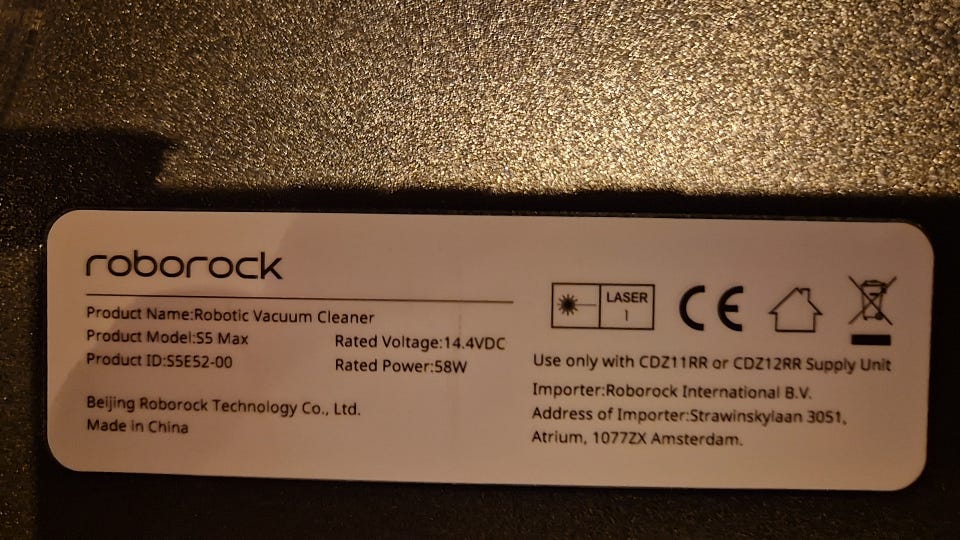 roborock
Product Name:Robotic Vacuum Cleaner
Product Model:S5 Max
Rated Voltage:14.4VDC
Product ID:S5E52-00
Rated Power:58W
Beijing Roborock Technology Co., Ltd.
Made in China
LASER
1
CE
Use only with CDZ11RR or CDZ12RR Supply Unit
Importer:Roborock International B.V.
Address of Importer:Strawinskylaan 3051,
Atrium, 1077ZX Amsterdam.